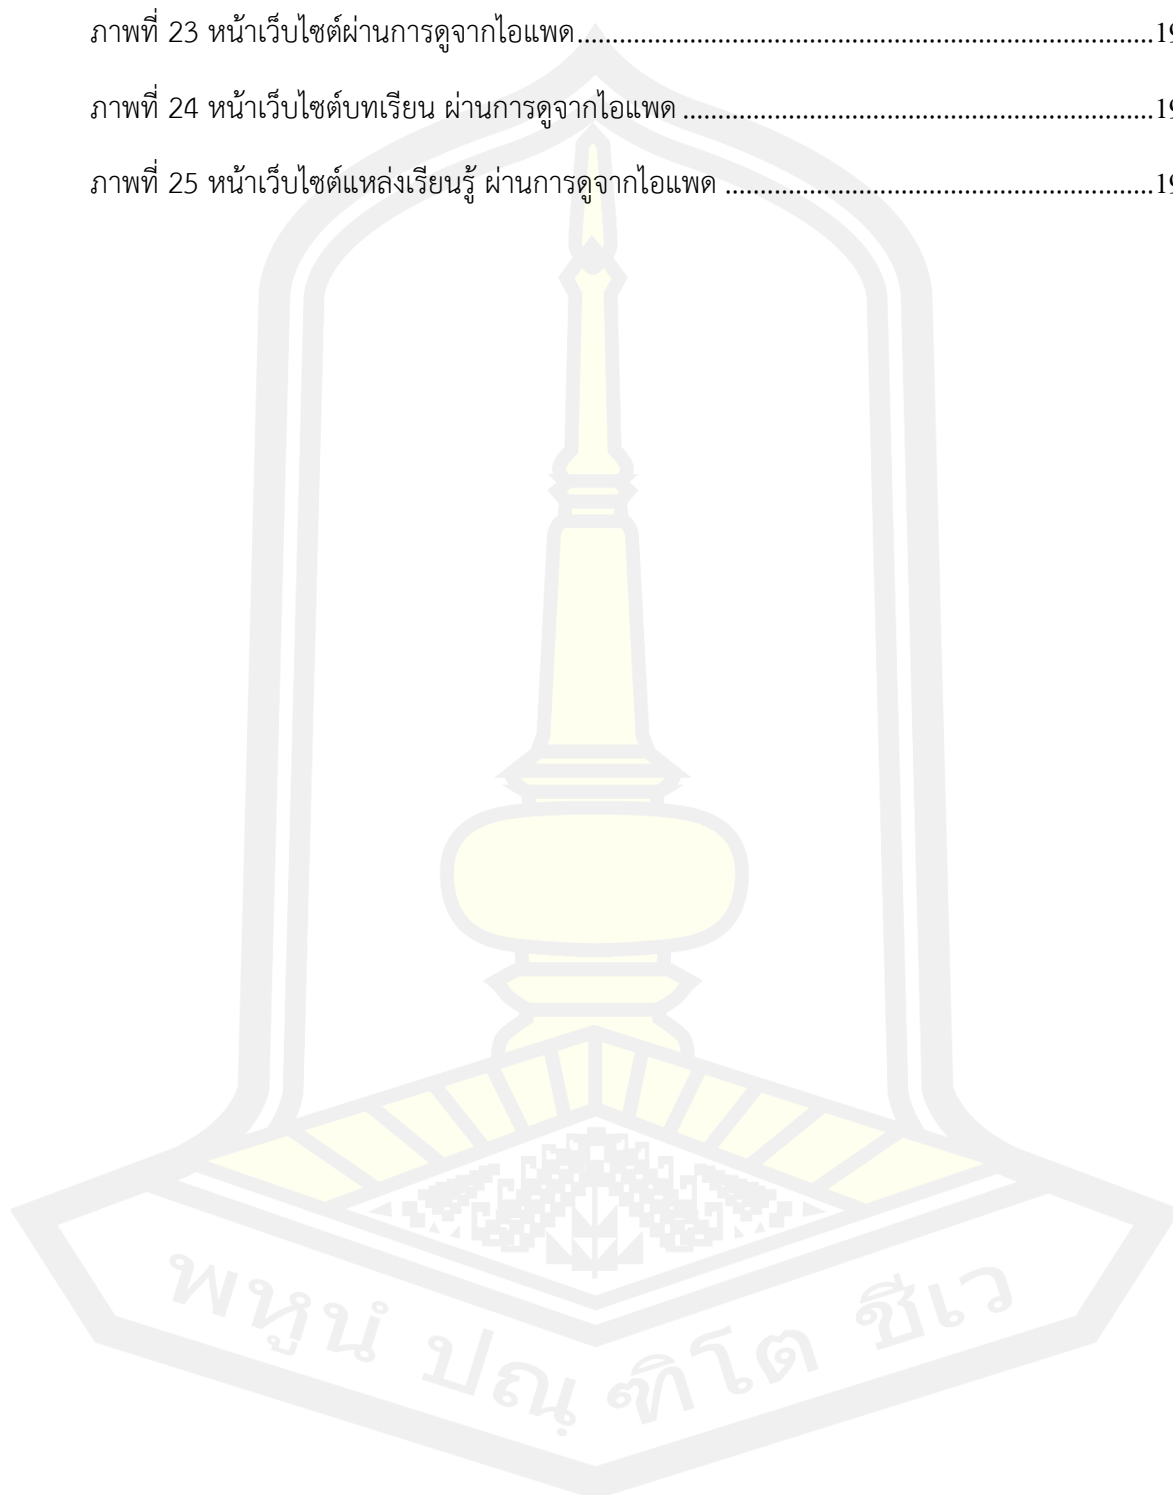 ภาพที่ 23 หน้าเว็บไซต์ผ่านการดูจากไอแพด.......................................................................................19
ภาพที่ 24 หน้าเว็บไซต์บทเรียน ผ่านการดูจากไอแพด .......................................................................19
ภาพที่ 25 หน้าเว็บไซต์แหล่งเรียนรู้ ผ่านการดูจากไอแพด .................................................................19
พหูนํ ปณฺฑิโต ชีเว